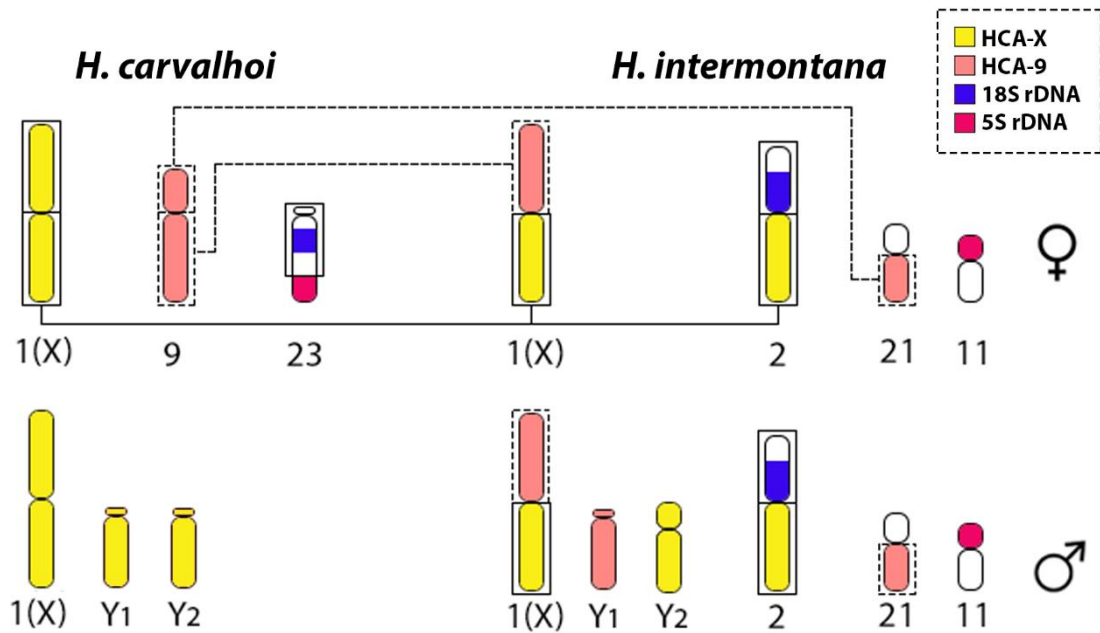 H. carvalhoi
H. intermontana
HCA-X
HCA-9
18S rDNA
5S rDNA
♀
1(X) 9 23 1(X) 2 21 11
♂
1(X) Y1 Y2 1(X) Y1 Y2 2 21 11